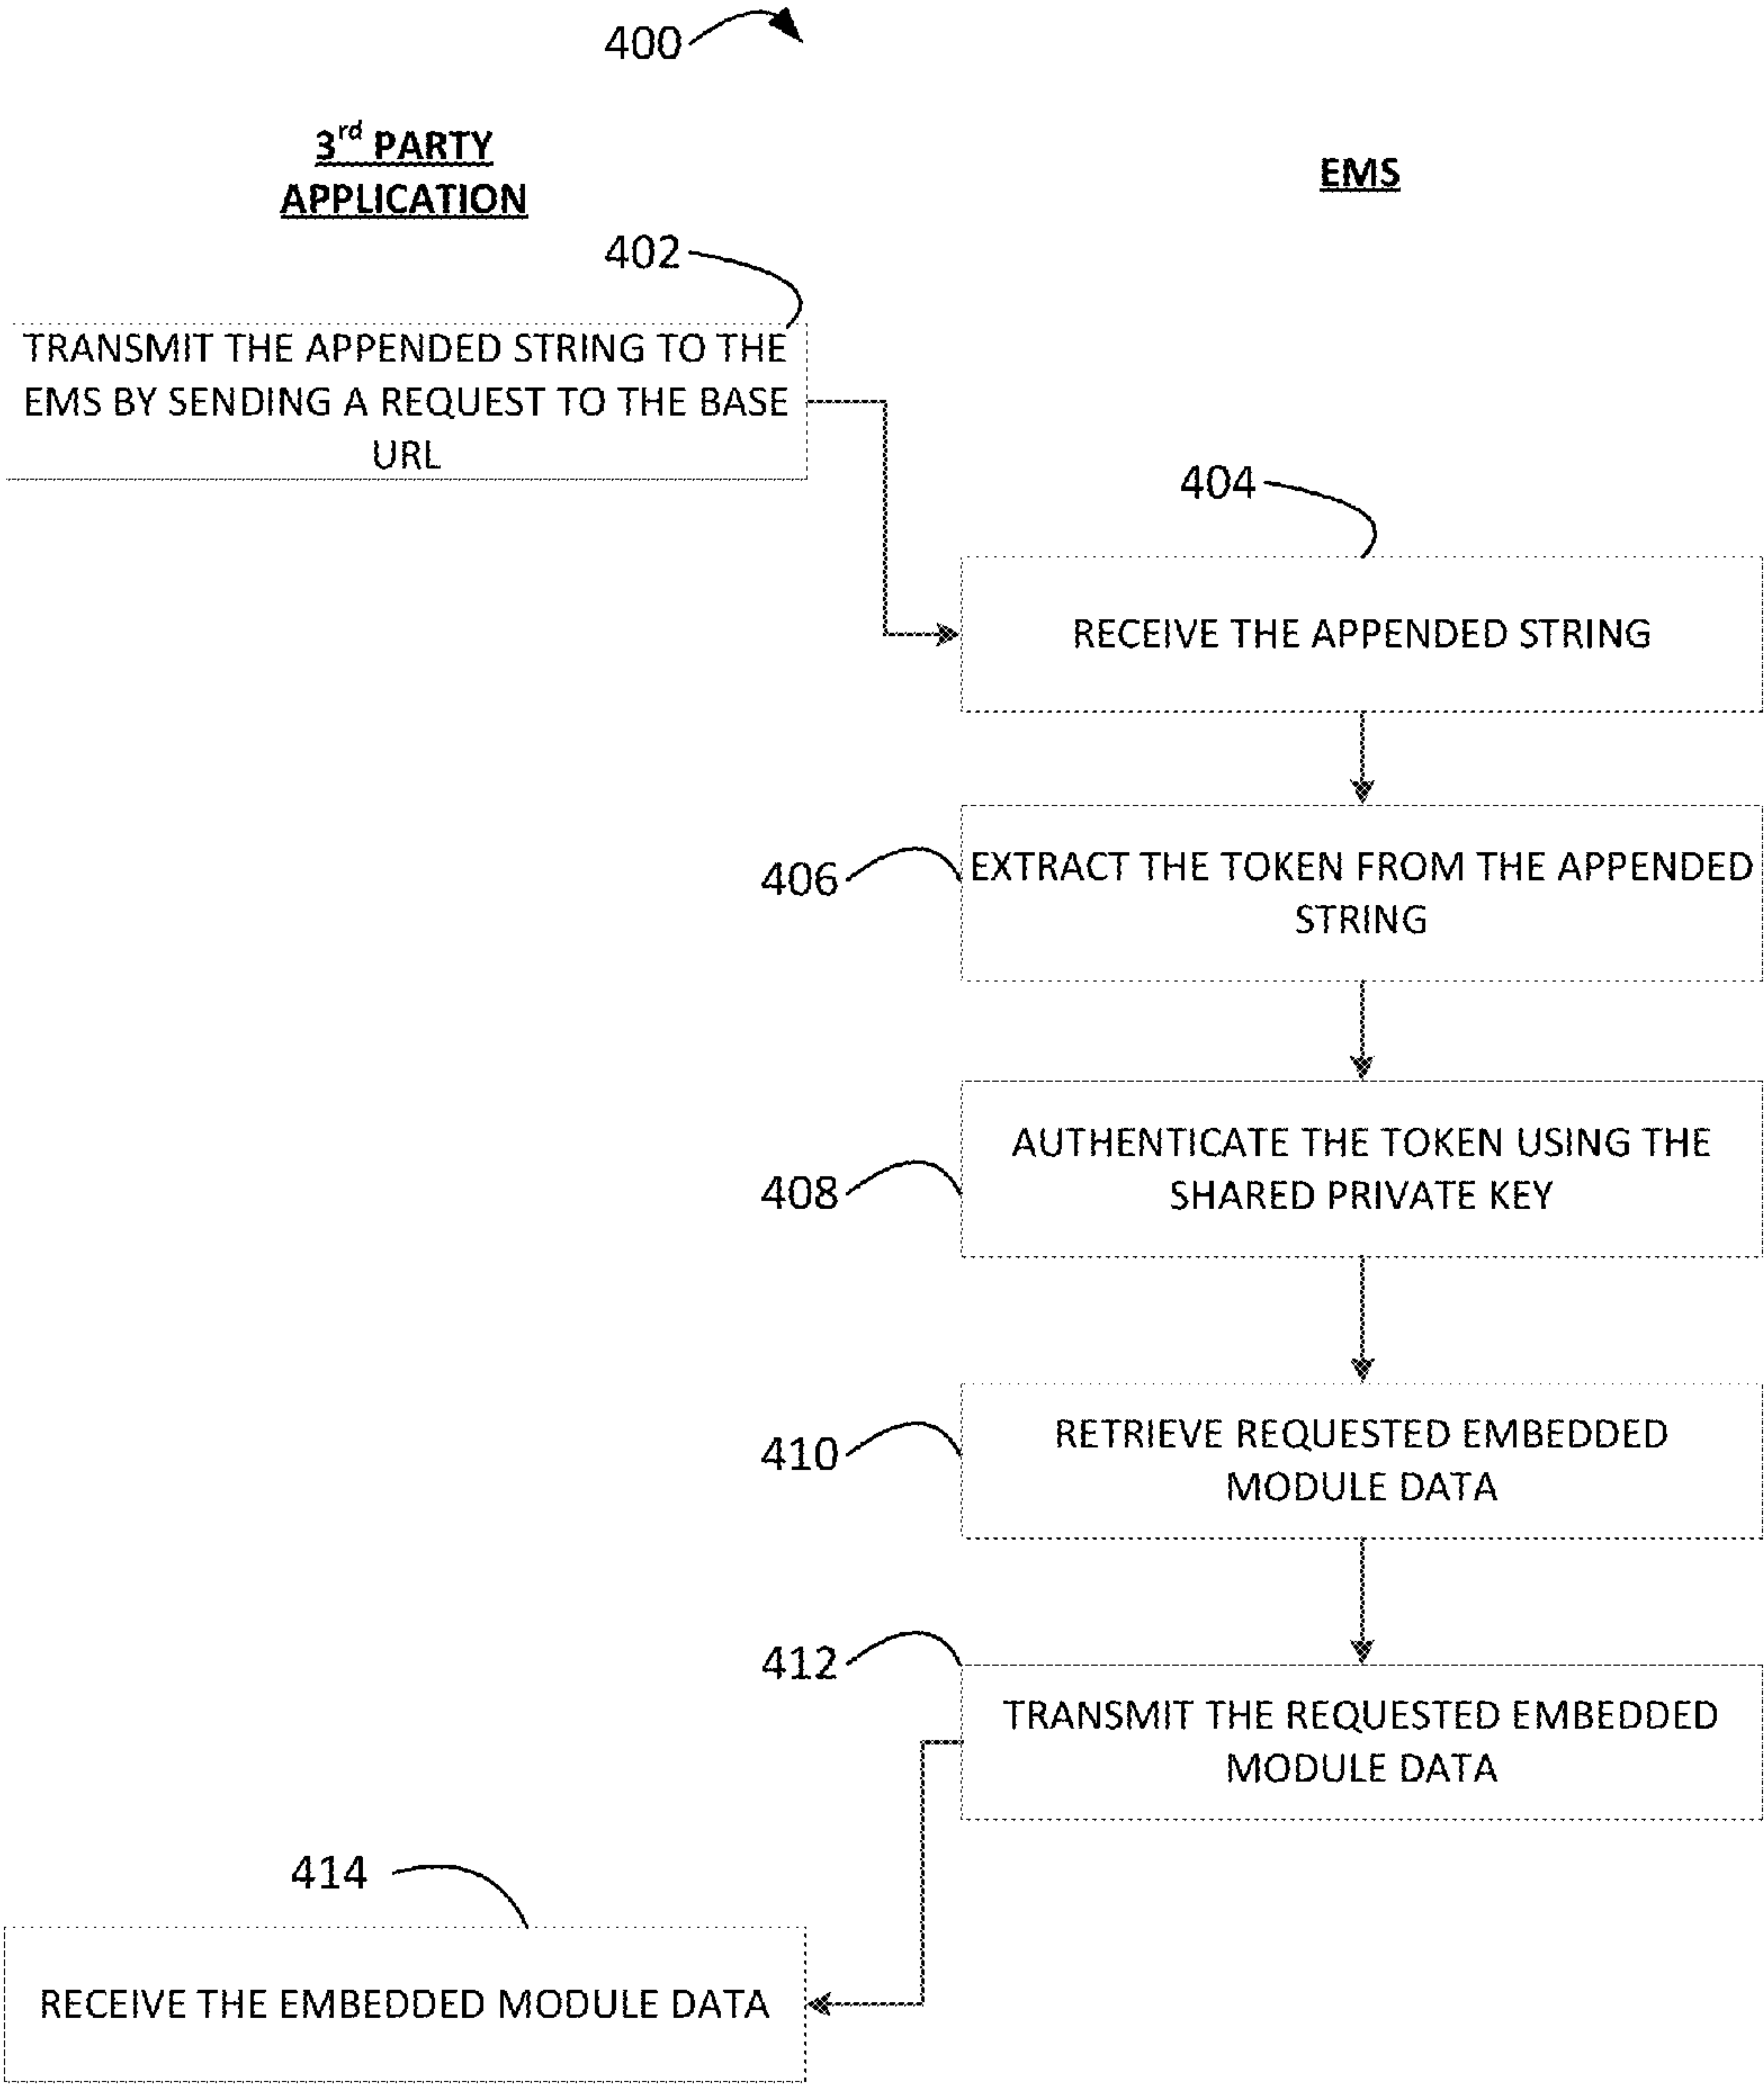 400
3rd PARTY
APPLICATION
EMS
402
TRANSMIT THE APPENDED STRING TO THE
EMS BY SENDING A REQUEST TO THE BASE
URL
404
RECEIVE THE APPENDED STRING
406
EXTRACT THE TOKEN FROM THE APPENDED
STRING
408
AUTHENTICATE THE TOKEN USING THE
SHARED PRIVATE KEY
410
RETRIEVE REQUESTED EMBEDDED
MODULE DATA
412
TRANSMIT THE REQUESTED EMBEDDED
MODULE DATA
414
RECEIVE THE EMBEDDED MODULE DATA